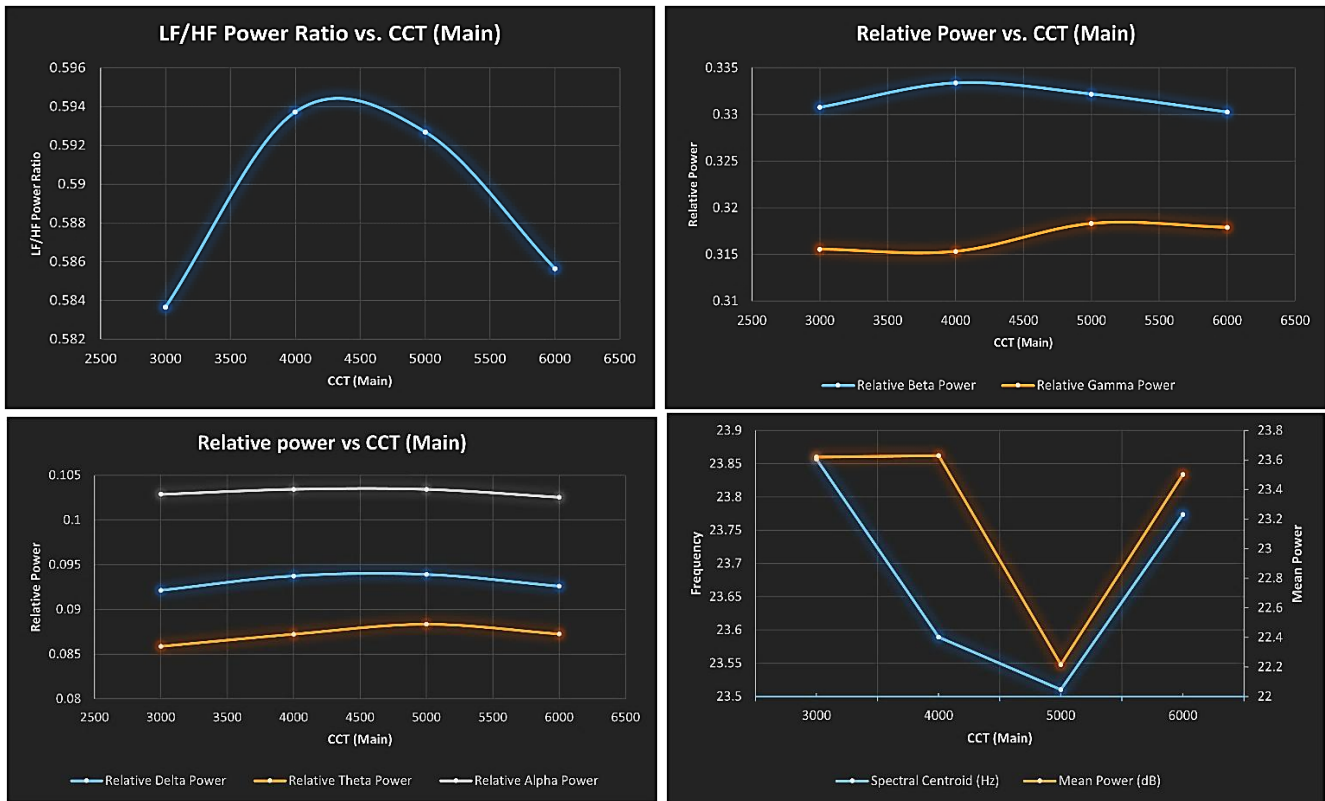 LF/HF Power Ratio vs. CCT (Main)
0.596
0.594
0.592
0.59
0.588
0.586
0.584
0.582
LF/HF Power Ratio
2500 3000 3500 4000 4500 5000 5500 6000 6500
CCT (Main)
Relative Power vs. CCT (Main)
0.335
0.33
0.325
0.32
0.315
0.31
Relative Power
2500 3000 3500 4000 4500 5000 5500 6000 6500
CCT (Main)
Relative Beta Power Relative Gamma Power
Relative power vs CCT (Main)
0.105
0.1
0.095
0.09
0.085
0.08
Relative Power
2500 3000 3500 4000 4500 5000 5500 6000 6500
CCT (Main)
Relative Delta Power Relative Theta Power Relative Alpha Power
23.9
23.85
23.8
23.75
23.7
23.65
23.6
23.55
23.5
Frequency
23.8
23.6
23.4
23.2
23
22.8
22.6
22.4
22.2
22
Mean Power
3000 4000 5000 6000
CCT (Main)
Spectral Centroid (Hz) Mean Power (dB)